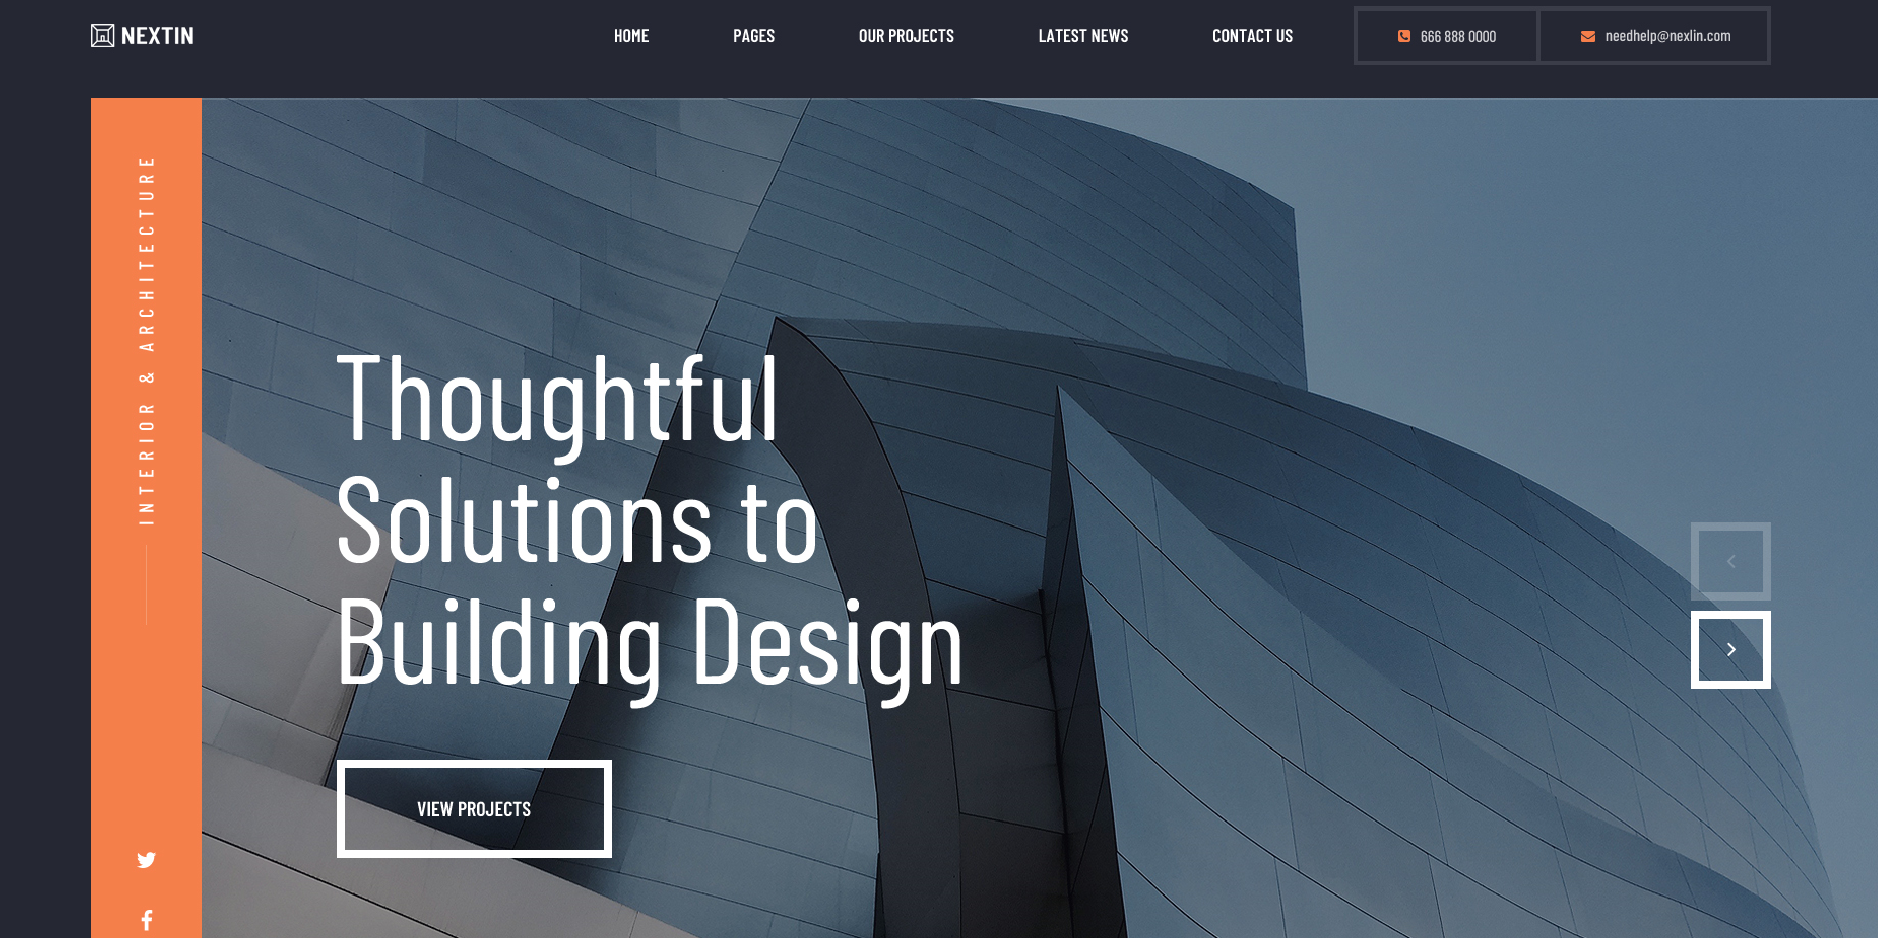 NEXTIN
HOME
PAGES
OUR PROJECTS
LATEST NEWS
CONTACT US
666 888 0000
needhelp@nexlin.com
INTERIOR & ARCHITECTURE
Thoughtful
Solutions to
Building Design
VIEW PROJECTS